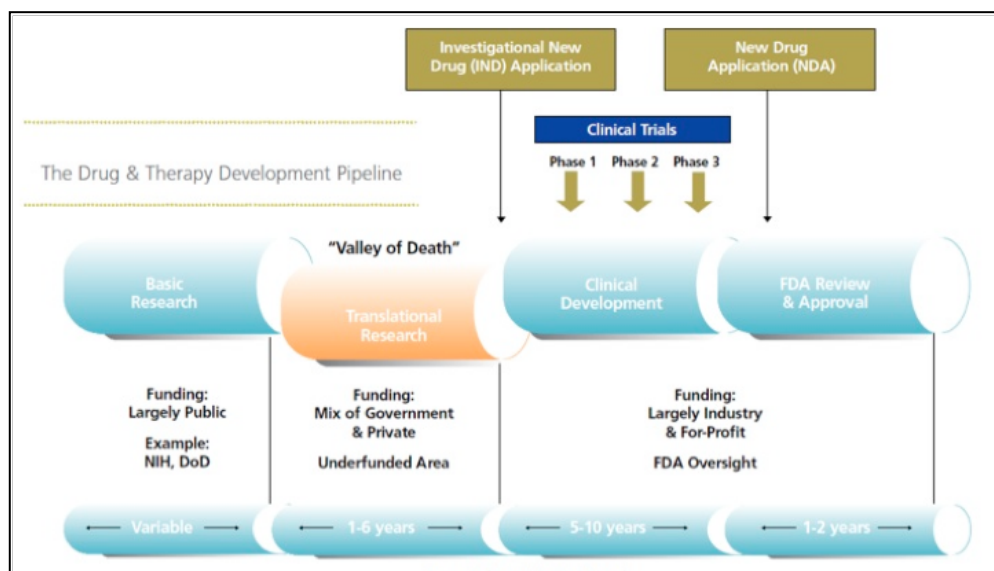 Investigational New
Drug (IND) Application
New Drug
Application (NDA)
Clinical Trials
Phase 1 Phase 2 Phase 3
The Drug & Therapy Development Pipeline
"Valley of Death"
Basic
Research
Translational
Research
Clinical
Development
FDA Review
& Approval
Funding:
Largely Public
Example:
NIH, DoD
Funding:
Mix of Government
& Private
Underfunded Area
Funding:
Largely Industry
& For-Profit
FDA Oversight
Variable
1-6 years
5-10 years
1-2 years